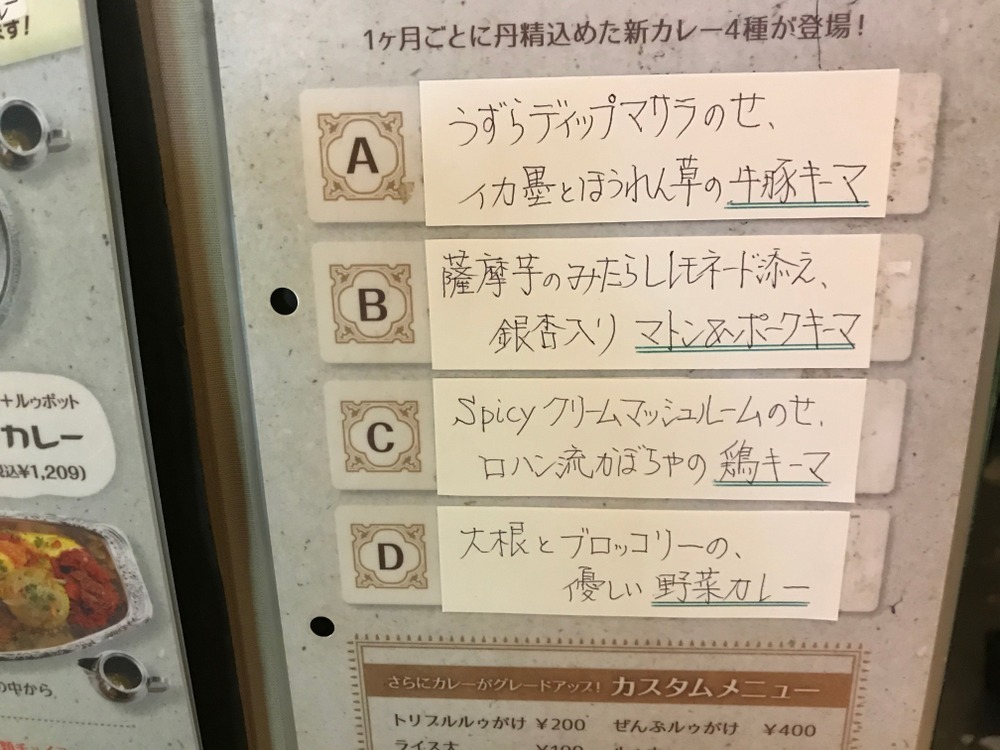 ます!
1ヶ月ごとに丹精込めた新カレー4種が登場!
A
うずらディップマサラのせ、
イカ墨とほうれん草の牛豚キーマ
B
薩摩芋のみたらしレモネード添え、
銀杏入りマトン&ポークキーマ
C
Spicyクリームマッシュルームのせ、
ロハン流かぼちゃの鶏キーマ
D
大根とブロッコリーの、
優しい野菜カレー
+ルゥポット
カレー
税込¥1,209)
の中から
さらにカレーがグレードアップ! カスタムメニュー
トリプルルゥがけ ¥200 ぜんぶルゥがけ ¥400
ライス大 ¥100